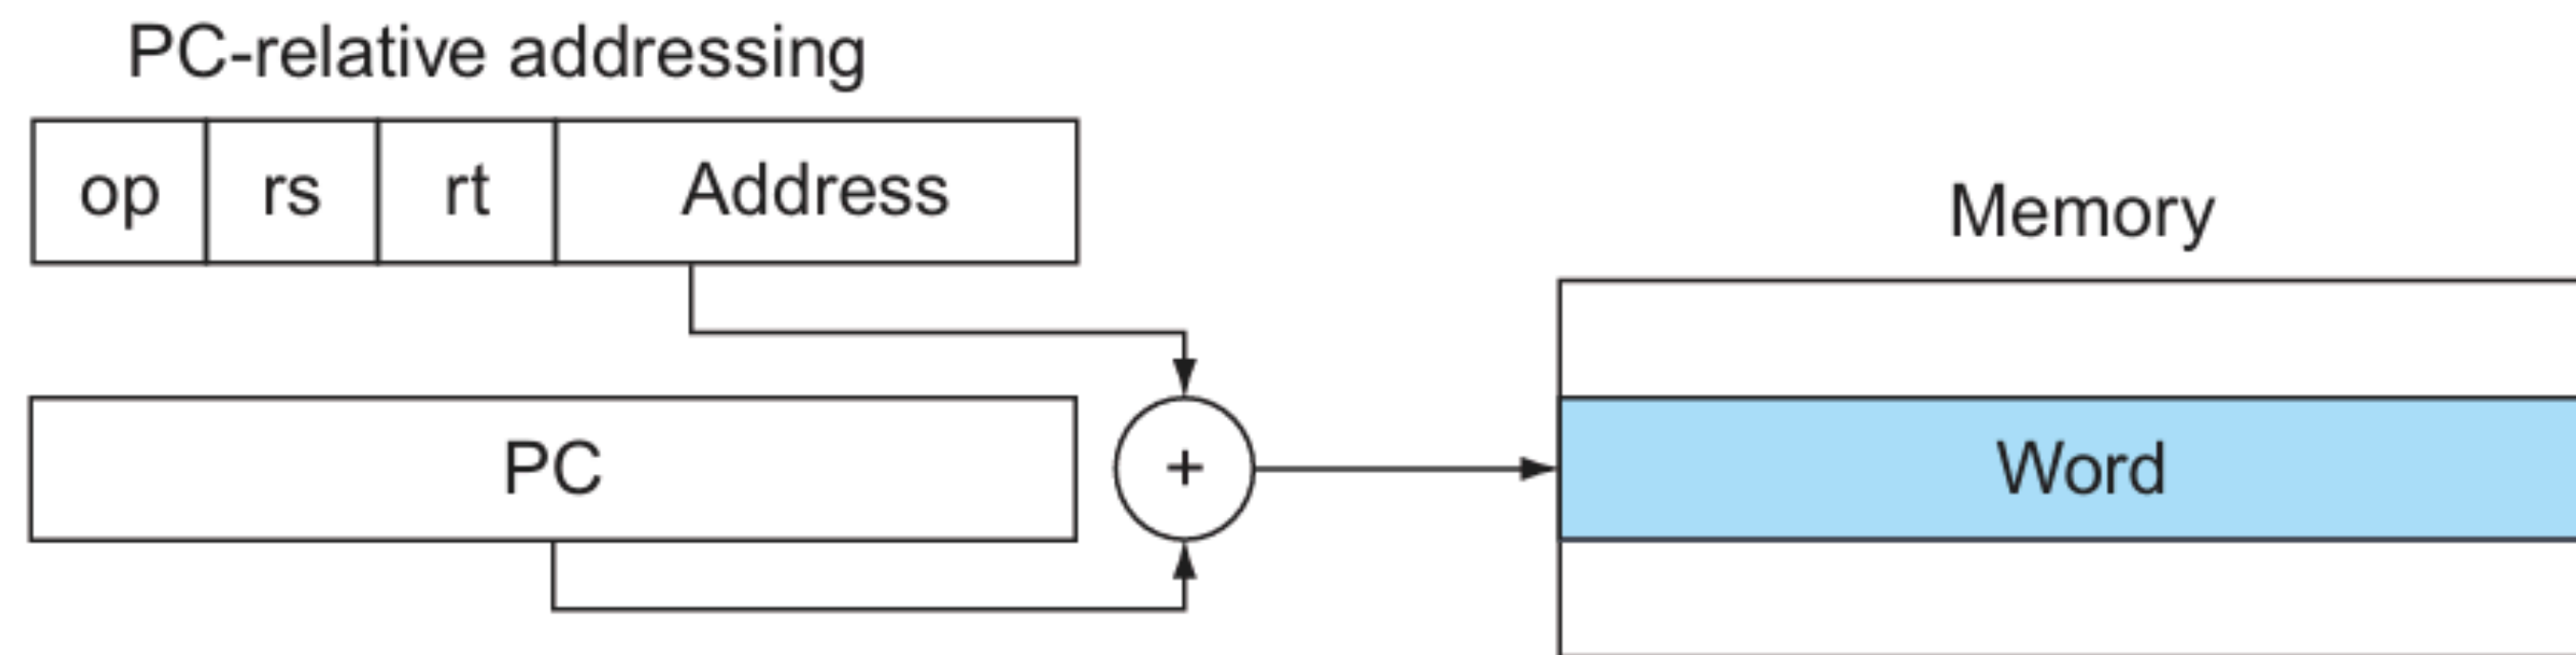 PC-relative addressing
op rs rt Address
Memory
PC + Word